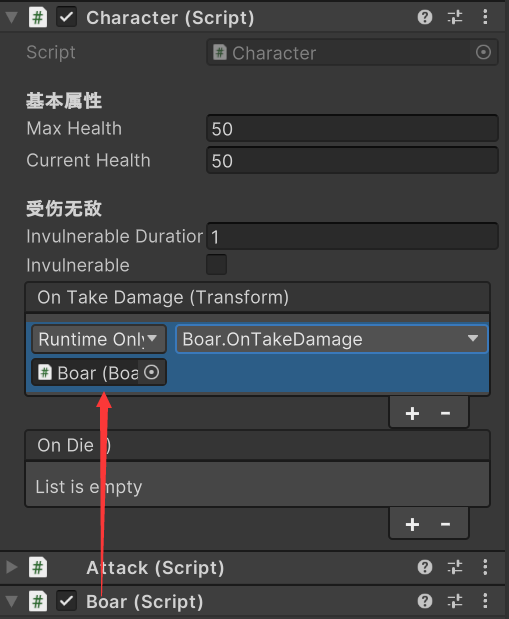 Character (Script)
Script
Character
基本属性
Max Health
50
Current Health
50
受伤无敌
Invulnerable Duration
1
Invulnerable
On Take Damage (Transform)
Runtime Only
Boar.OnTakeDamage
Boar (Boa
On Die ()
List is empty
Attack (Script)
Boar (Script)